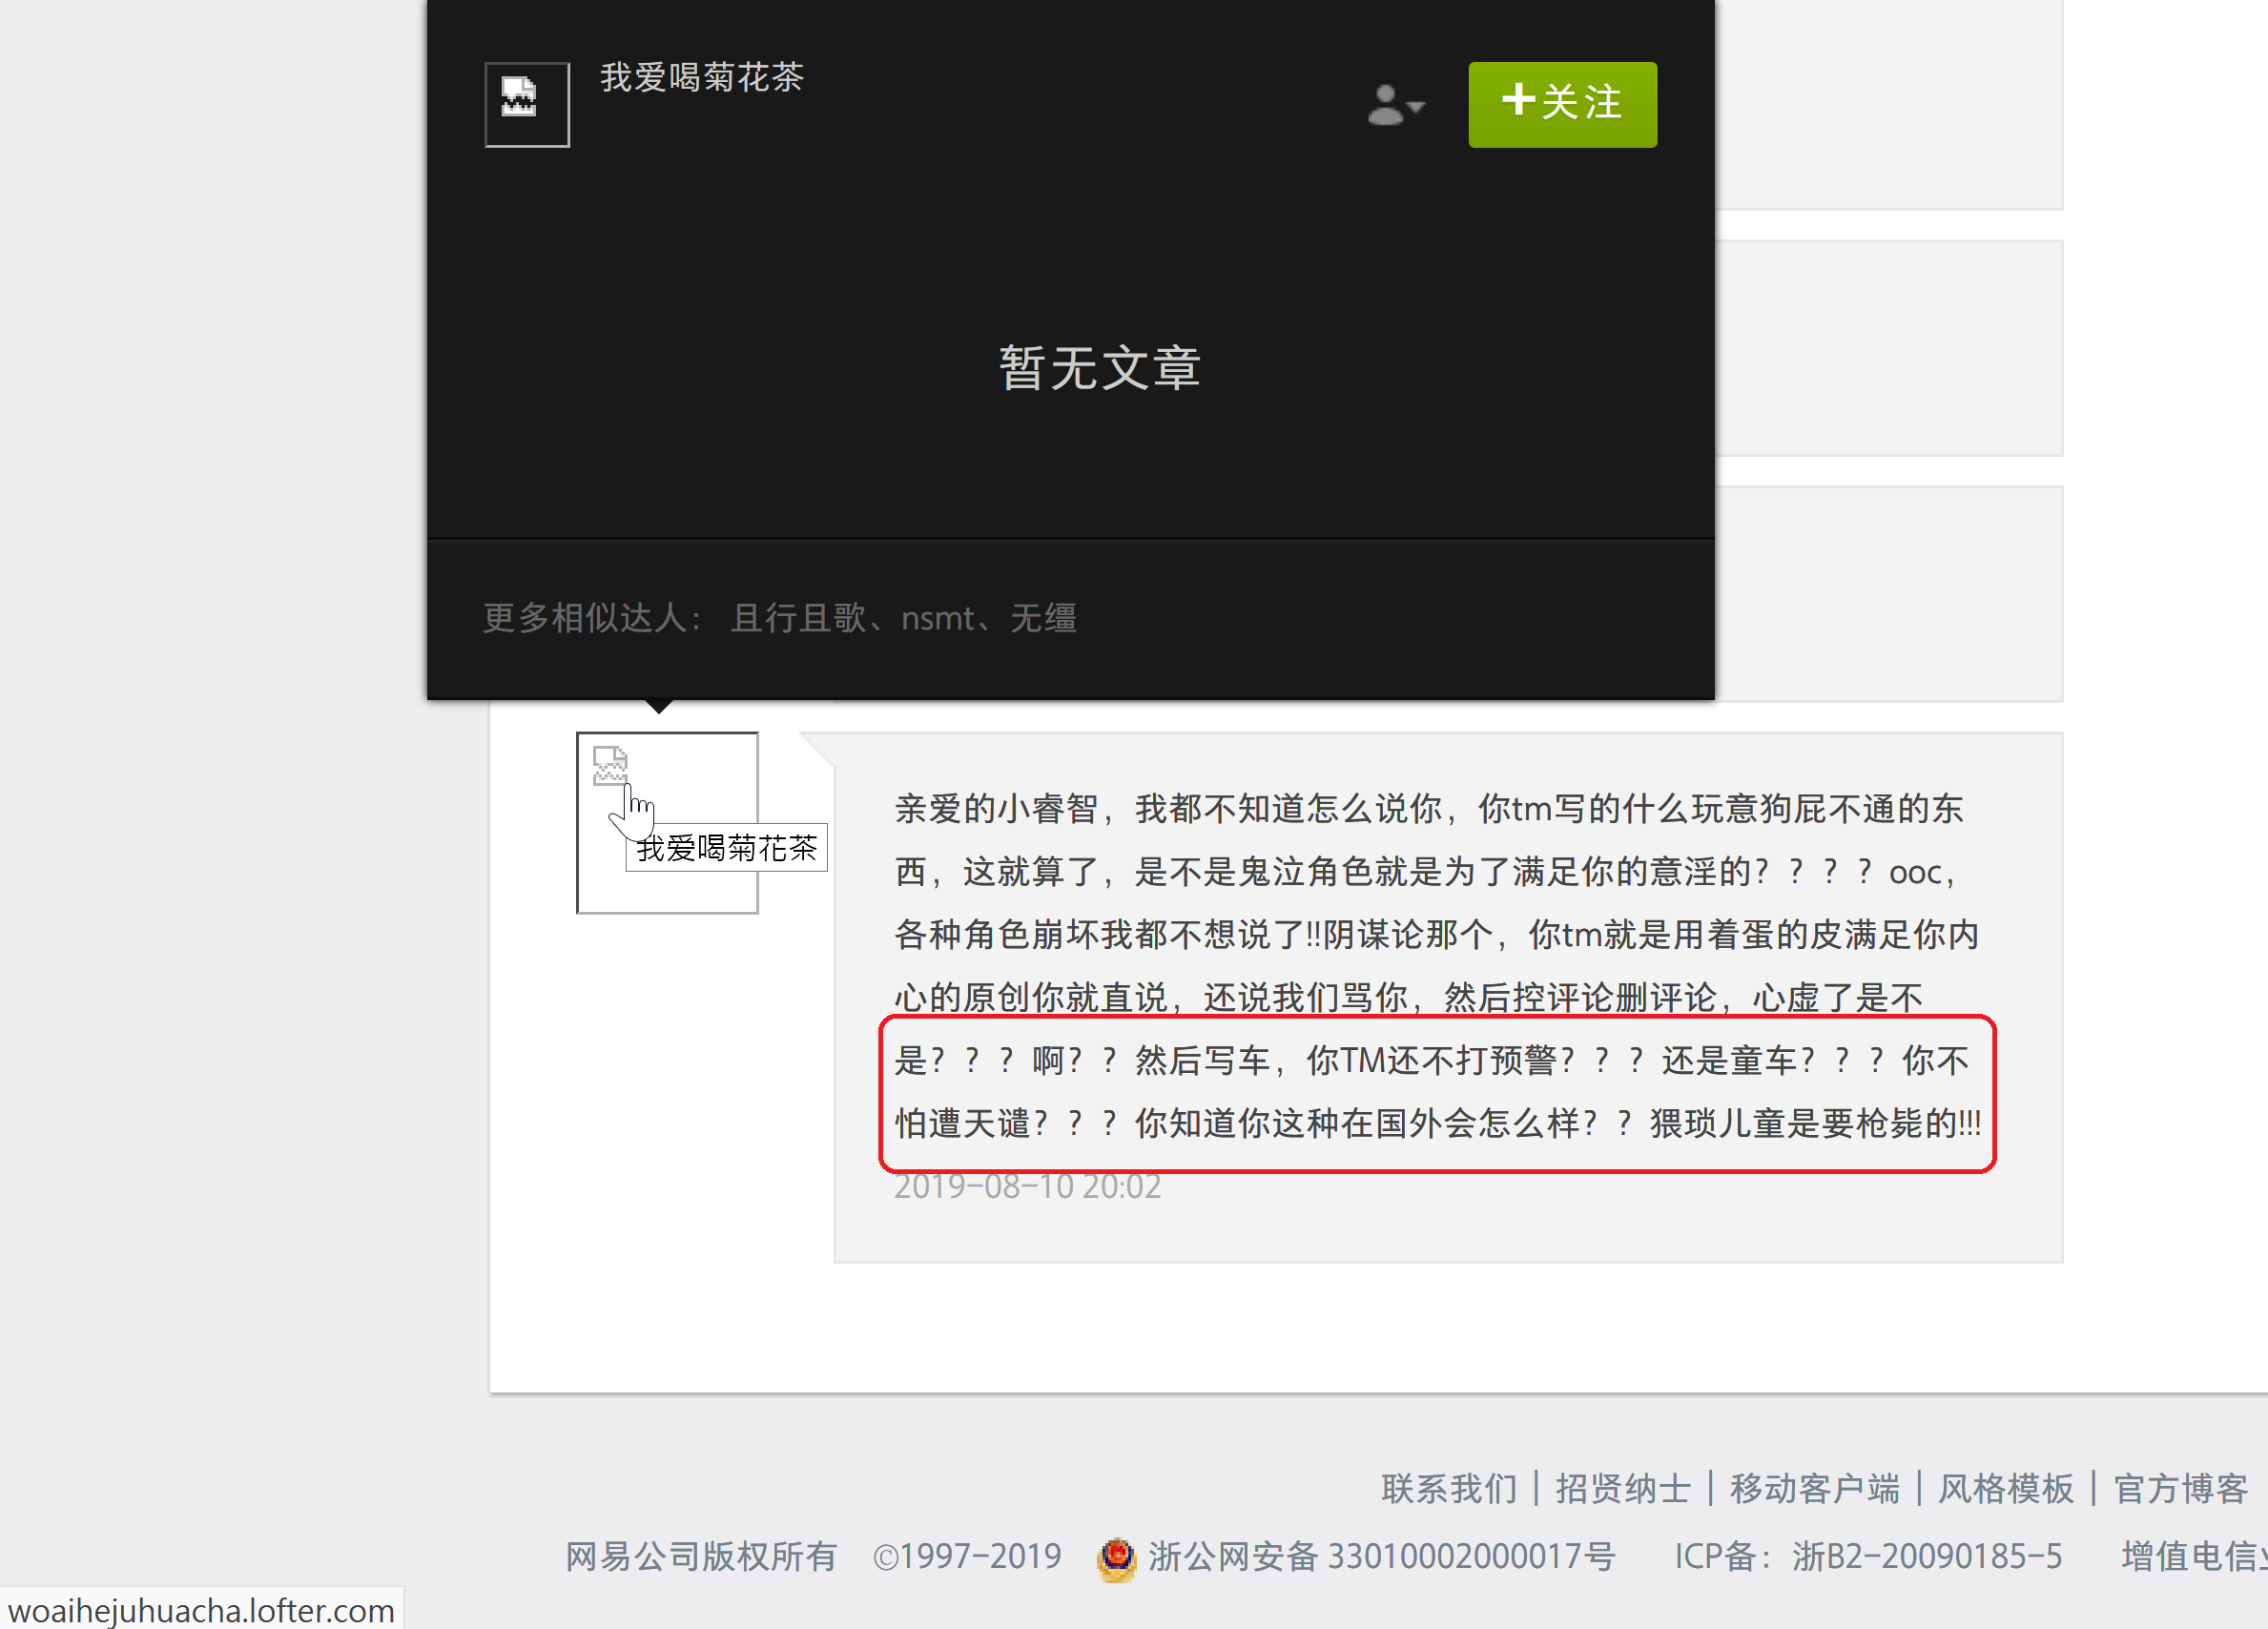 我爱喝菊花茶
+关注
暂无文章
更多相似达人： 且行且歌、nsmt、无缰
我爱喝菊花茶
亲爱的小睿智，我都不知道怎么说你，你tm写的什么玩意狗屁不通的东
西，这就算了，是不是鬼泣角色就是为了满足你的意淫的？？？？ooc，
各种角色崩坏我都不想说了!!阴谋论那个，你tm就是用着蛋的皮满足你内
心的原创你就直说，还说我们骂你，然后控评论删评论，心虚了是不
是？？？啊？？然后写车，你TM还不打预警？？？还是童车？？？你不
怕遭天谴？？？你知道你这种在国外会怎么样？？猥琐儿童是要枪毙的!!!
2019-08-10 20:02
联系我们 | 招贤纳士 | 移动客户端 | 风格模板 | 官方博客
网易公司版权所有 ©1997-2019 浙公网安备 33010002000017号 ICP备：浙B2-20090185-5 增值电信
woaihejuhuacha.lofter.com